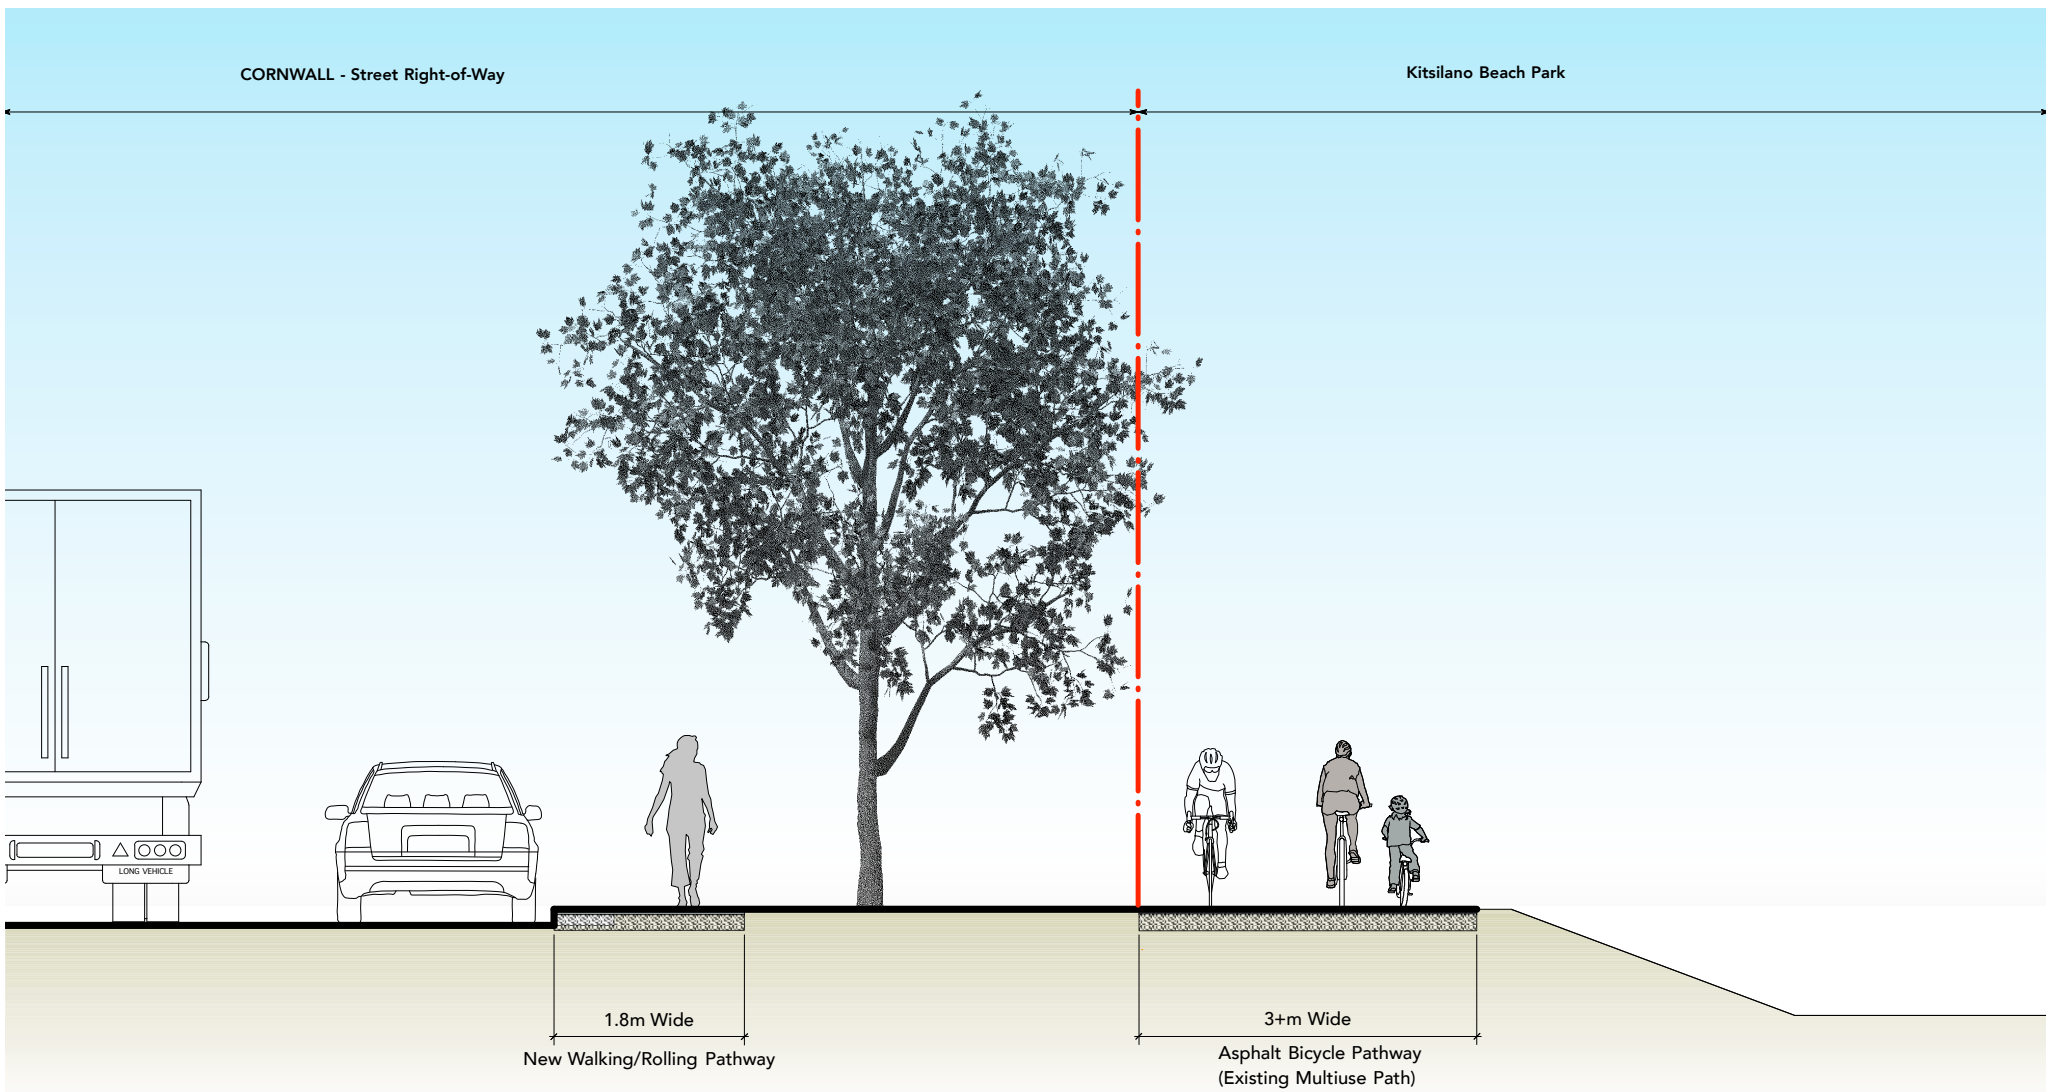 CORNWALL - Street Right-of-Way
Kitsilano Beach Park
LONG VEHICLE
1.8m Wide
New Walking/Rolling Pathway
3+m Wide
Asphalt Bicycle Pathway
(Existing Multiuse Path)